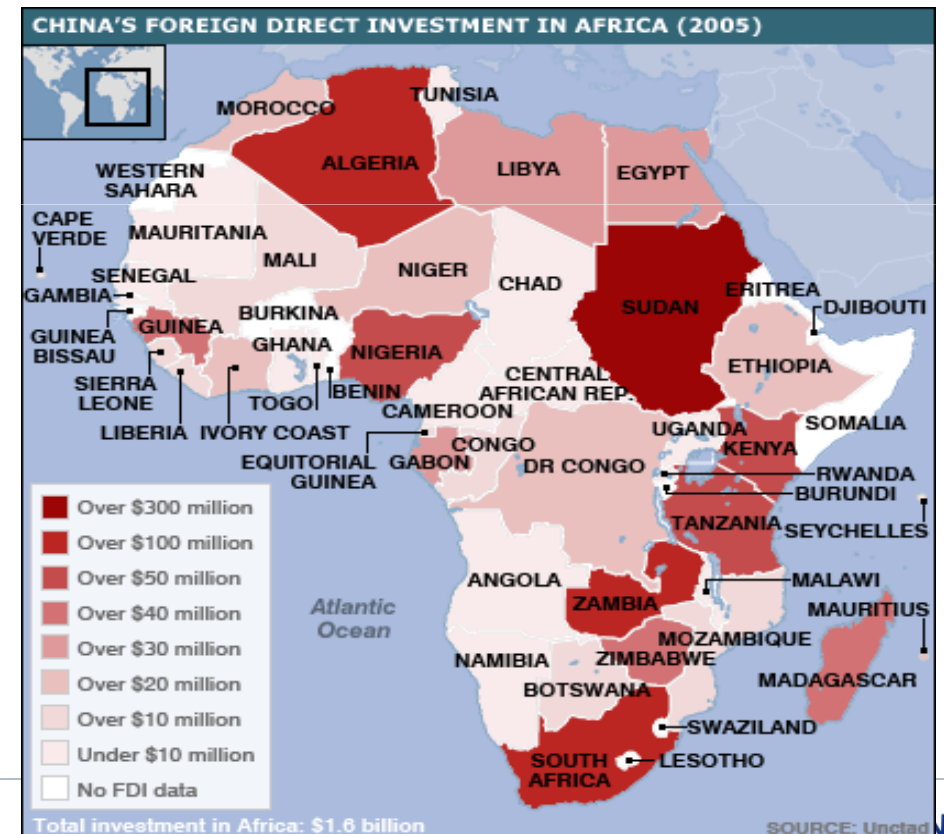 CHINA'S FOREIGN DIRECT INVESTMENT IN AFRICA (2005)
MOROCCO
TUNISIA
ALGERIA
LIBYA
EGYPT
WESTERN
SAHARA
CAPE
VERDE
MAURITANIA
MALI
NIGER
CHAD
SUDAN
ERITREA
DJIBOUTI
SENEGAL
GAMBIA
GUINEA
BISSAU
GUINEA
BURKINA
GHANA
NIGERIA
ETHIOPIA
SIERRA
LEONE
TOGO
BENIN
CENTRAL
AFRICAN REP.
CAMEROON
LIBERIA
IVORY COAST
UGANDA
SOMALIA
KENYA
EQUITORIAL
GUINEA
GABON
CONGO
DR CONGO
RWANDA
BURUNDI
TANZANIA
SEYCHELLES
ANGOLA
ZAMBIA
MALAWI
MAURITIUS
MOZAMBIQUE
NAMIBIA
ZIMBABWE
MADAGASCAR
BOTSWANA
SWAZILAND
SOUTH
AFRICA
LESOTHO
Atlantic
Ocean
Over $300 million
Over $100 million
Over $50 million
Over $40 million
Over $30 million
Over $20 million
Over $10 million
Under $10 million
No FDI data
Total investment in Africa: $1.6 billion
SOURCE: Unctad